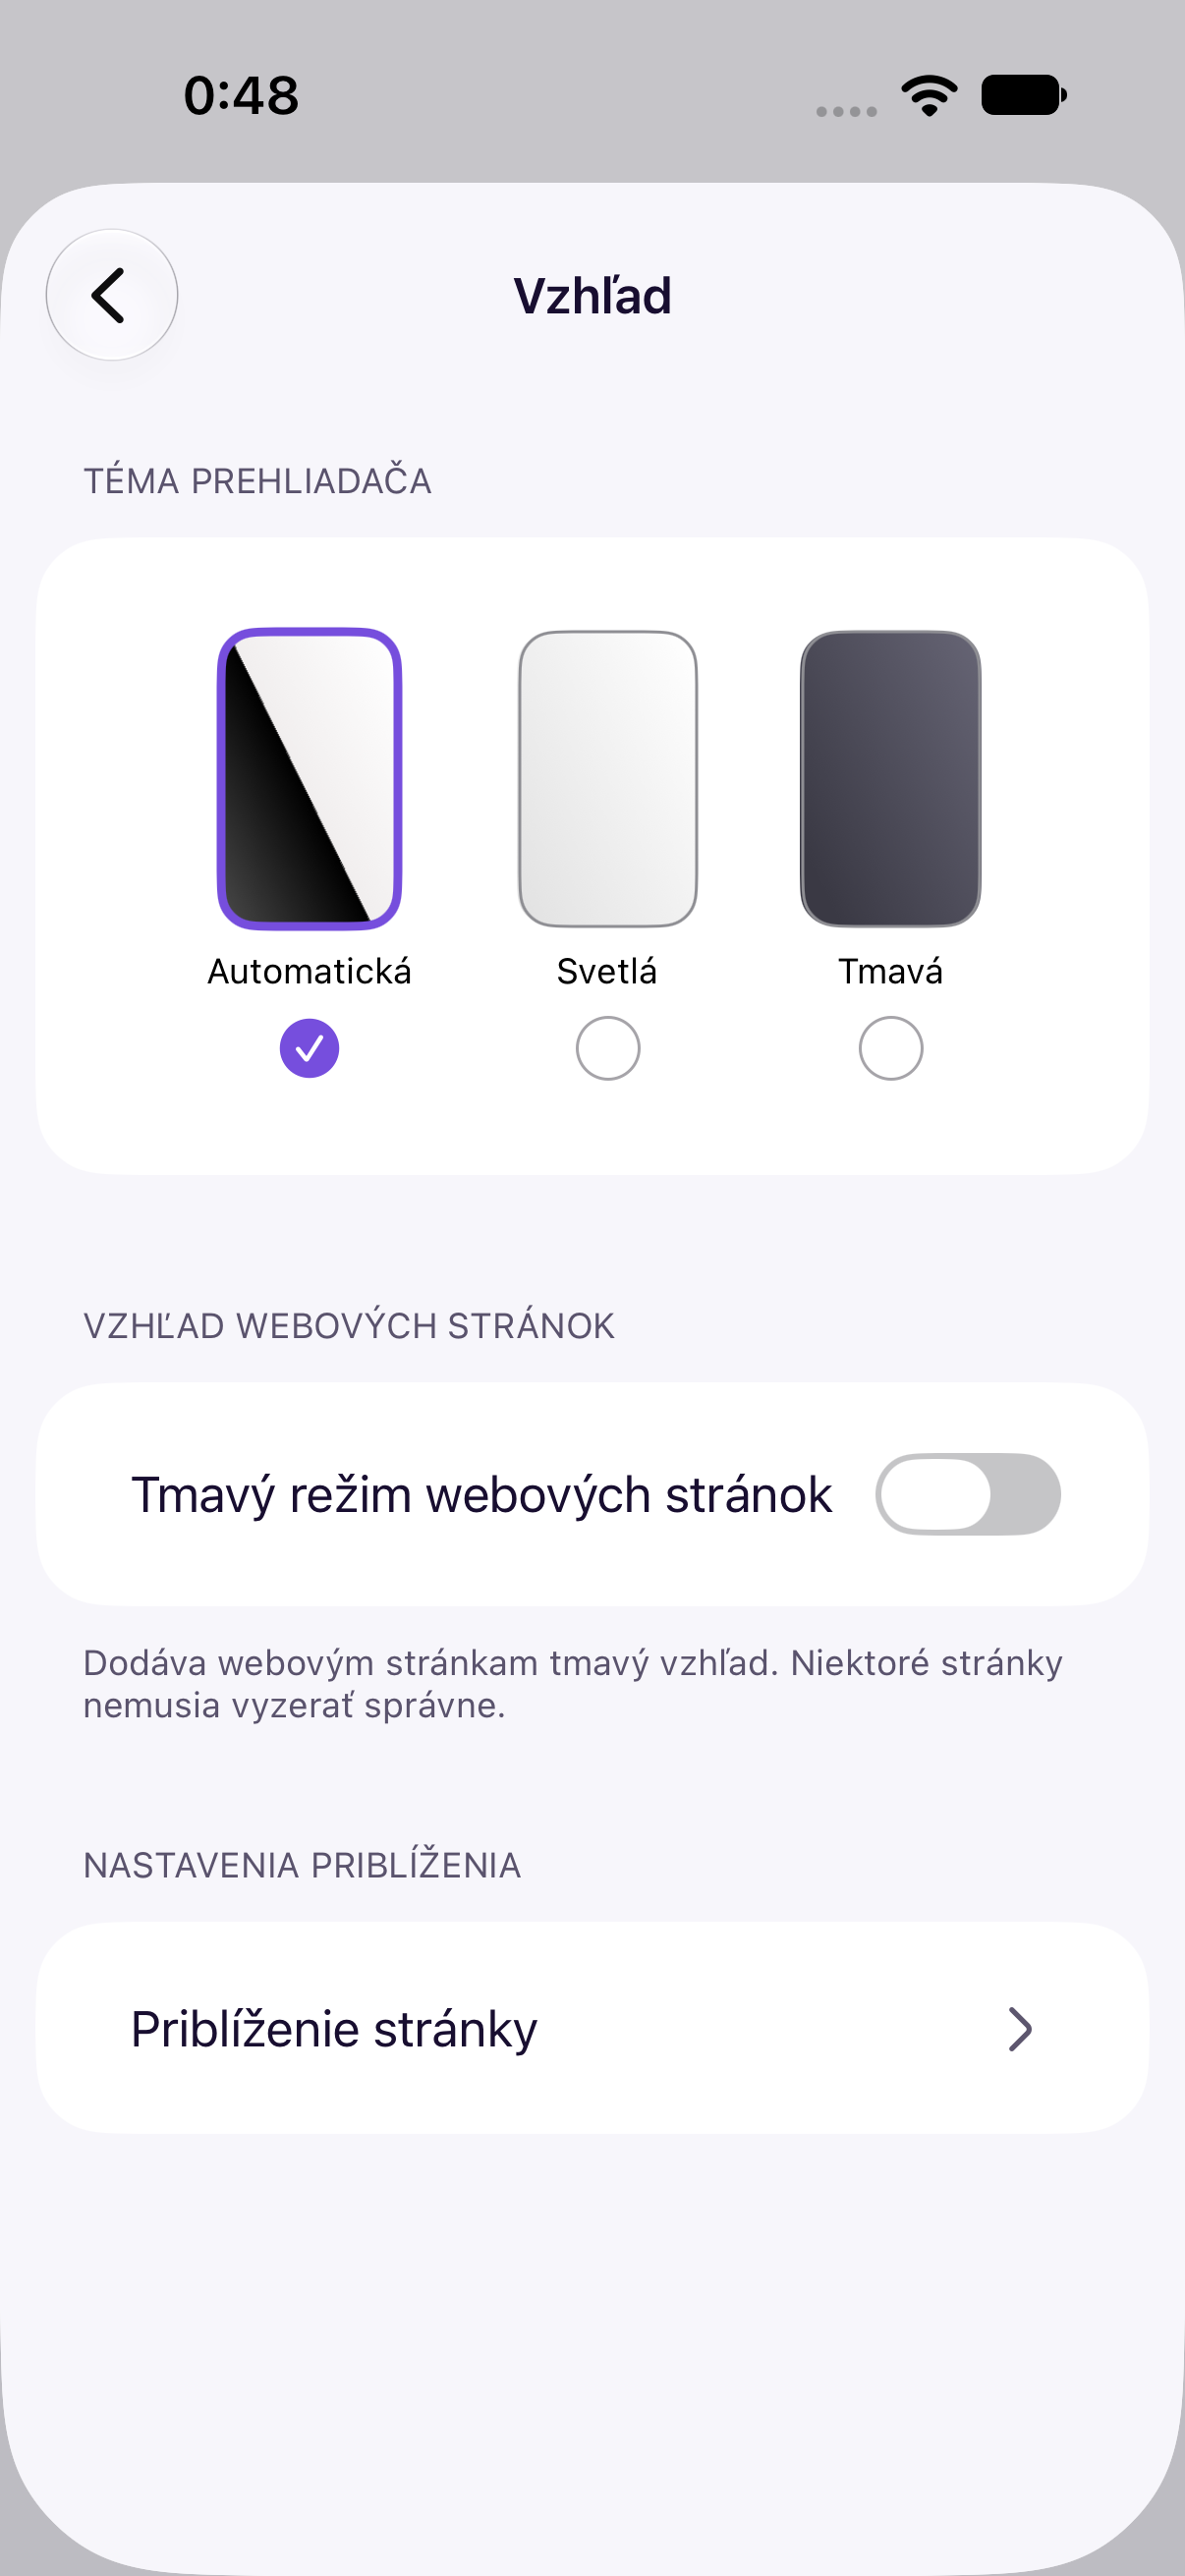 0:48
Vzhľad
TÉMA PREHLIADAČA
Automatická
Svetlá
Tmavá
VZHĽAD WEBOVÝCH STRÁNOK
Tmavý režim webových stránok
Dodáva webovým stránkam tmavý vzhľad. Niektoré stránky
nemusia vyzerať správne.
NASTAVENIA PRIBLÍŽENIA
Priblíženie stránky